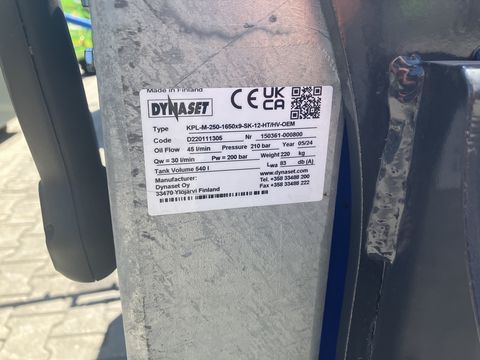 Made in Finland
DYNASET
CE UK CA
Type KPL-M-250-1650x9-SK-12-HT/HV-OEM
Code D220111305 Nr 150361-000800
Oil Flow 45 l/min Pressure 210 bar Year 05/24
Qw = 30 l/min Pw = 200 bar Weight 220 kg
Tank Volume 540 l LWA 83 db (A)
Manufacturer: www.dynaset.com
Dynaset Oy Tel. +358 33488 200
33470 Ylöjärvi Finland Fax +358 33488 222